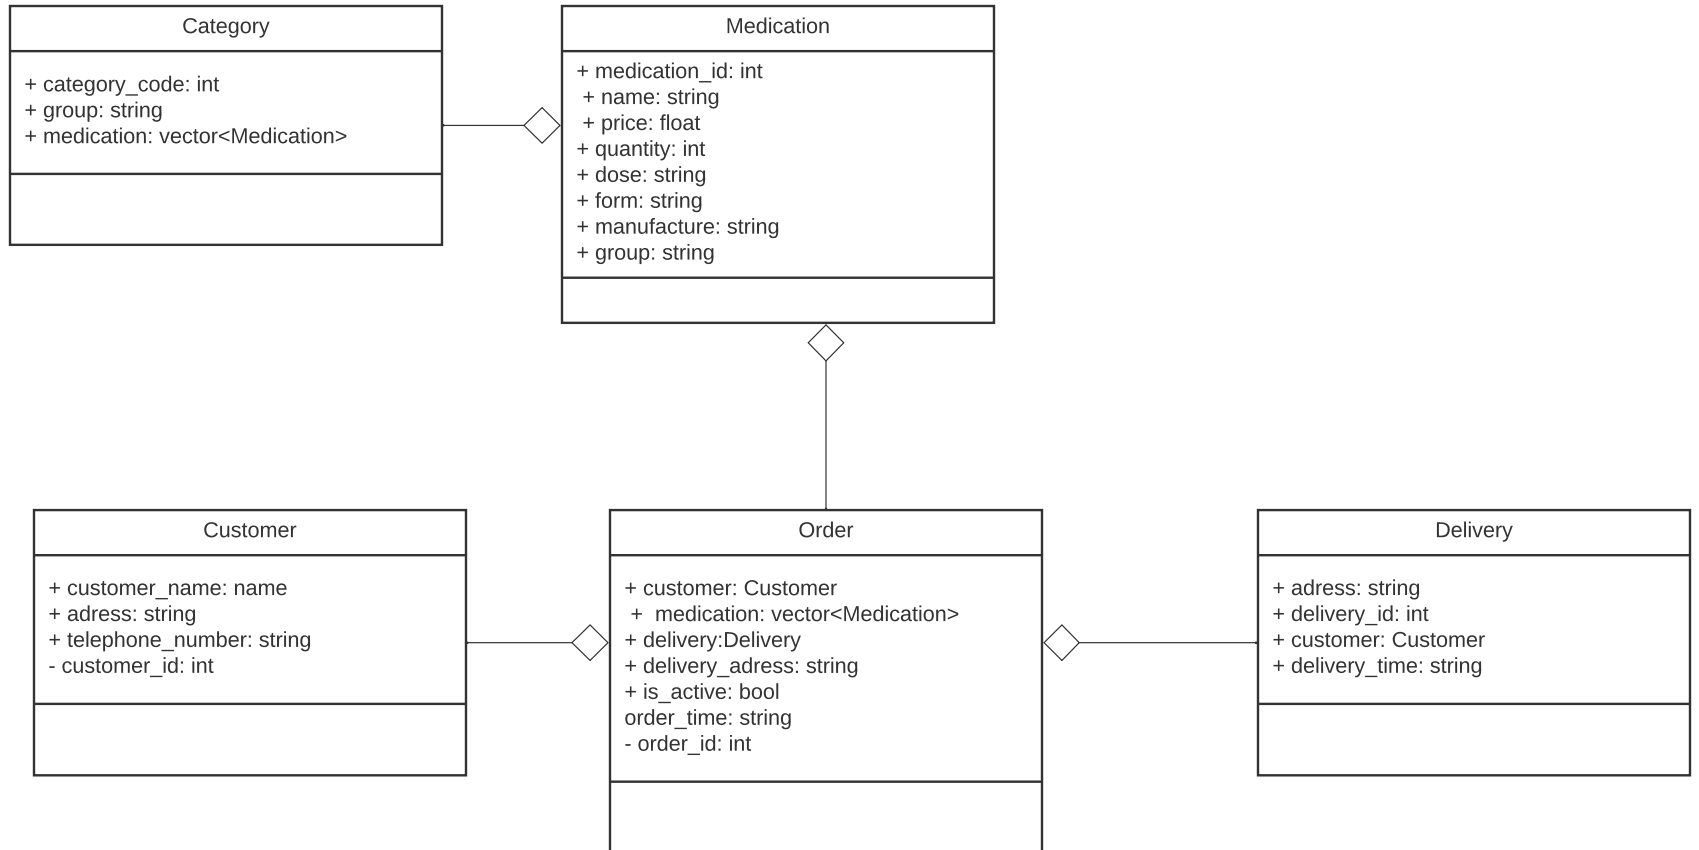 Category
+ category_code: int
+ group: string
+ medication: vector<Medication>
Medication
+ medication_id: int
+ name: string
+ price: float
+ quantity: int
+ dose: string
+ form: string
+ manufacture: string
+ group: string
Customer
+ customer_name: name
+ adress: string
+ telephone_number: string
- customer_id: int
Order
+ customer: Customer
+ medication: vector<Medication>
+ delivery:Delivery
+ delivery_adress: string
+ is_active: bool
order_time: string
- order_id: int
Delivery
+ adress: string
+ delivery_id: int
+ customer: Customer
+ delivery_time: string